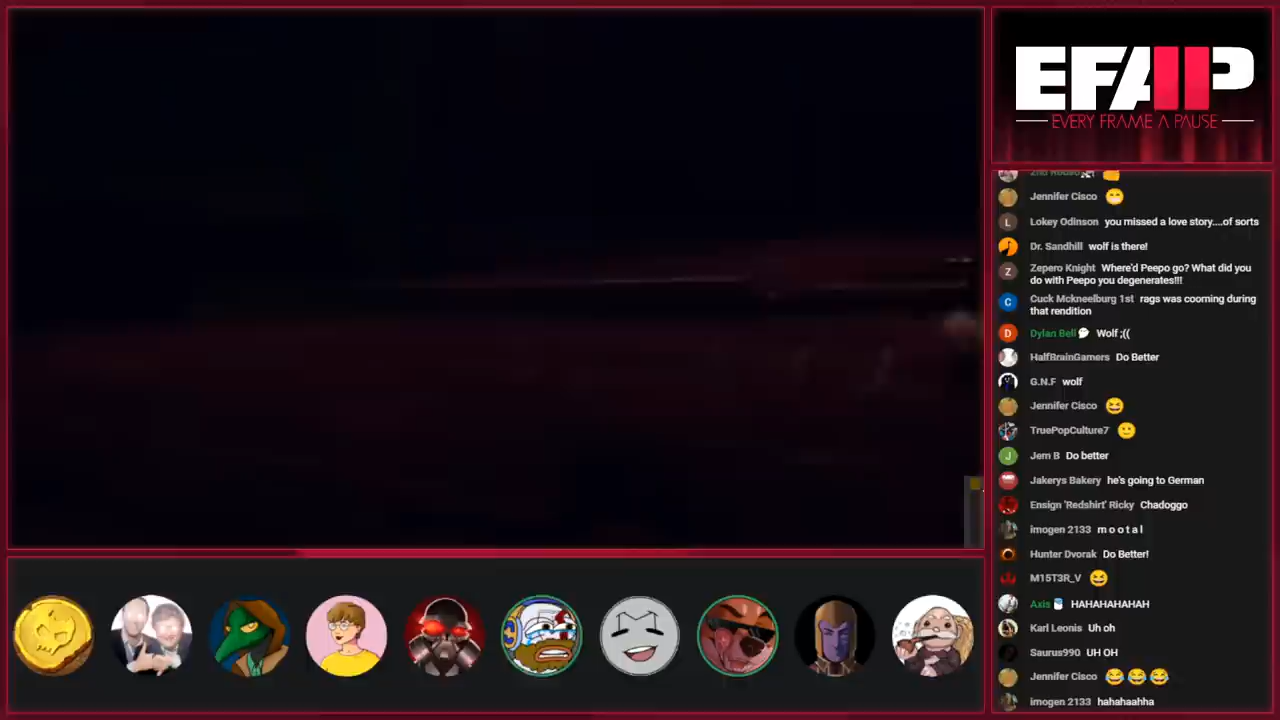 EFAP
EVERY FRAME A PAUSE
Jennifer Cisco
Lokey Odinson you missed a love story....of sorts
Dr. Sandhill wolf is there!
Zepero Knight Where'd Peepo go? What did you
do with Peepo you degenerates!!!
Cuck Mckneelburg 1st rags was cooming during
that rendition
Dylan Bell Wolf ;((
HalfBrainGamers Do Better
G.N.F wolf
Jennifer Cisco
TruePopCulture7
Jem B Do better
Jakerys Bakery he's going to German
Ensign 'Redshirt' Ricky Chadoggo
imogen 2133 m o o t a l
Hunter Dvorak Do Better!
M15T3R_V
Axis HAHAHAHAHAH
Karl Leonis Uh oh
Saurus990 UH OH
Jennifer Cisco
imogen 2133 hahahaahha